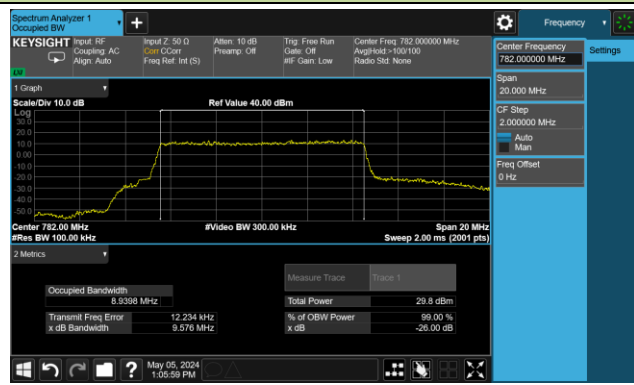 Spectrum Analyzer 1
Occupied BW
Frequency
KEYSIGHT
Input: RF
Coupling: AC
Align: Auto
Input Z: 50 Ω
Corr CCorr
Freq Ref: Int (S)
Atten: 10 dB
Preamp: Off
Trig: Free Run
Gate: Off
#IF Gain: Low
Center Freq: 782.000000 MHz
Avg|Hold:>100/100
Radio Std: None
Center Frequency
782.000000 MHz
Settings
Span
20.000 MHz
CF Step
2.000000 MHz
Auto
Man
Freq Offset
0 Hz
1 Graph
Scale/Div 10.0 dB
Ref Value 40.00 dBm
Log
30.0
20.0
10.0
0.00
-10.0
-20.0
-30.0
-40.0
-50.0
Center 782.00 MHz
#Video BW 300.00 kHz
Span 20 MHz
#Res BW 100.00 kHz
Sweep 2.00 ms (2001 pts)
2 Metrics
Measure Trace
Trace 1
Occupied Bandwidth
8.9398 MHz
Total Power
29.8 dBm
Transmit Freq Error
12.234 kHz
% of OBW Power
99.00 %
x dB Bandwidth
9.576 MHz
x dB
-26.00 dB
?
May 05, 2024
1:05:59 PM